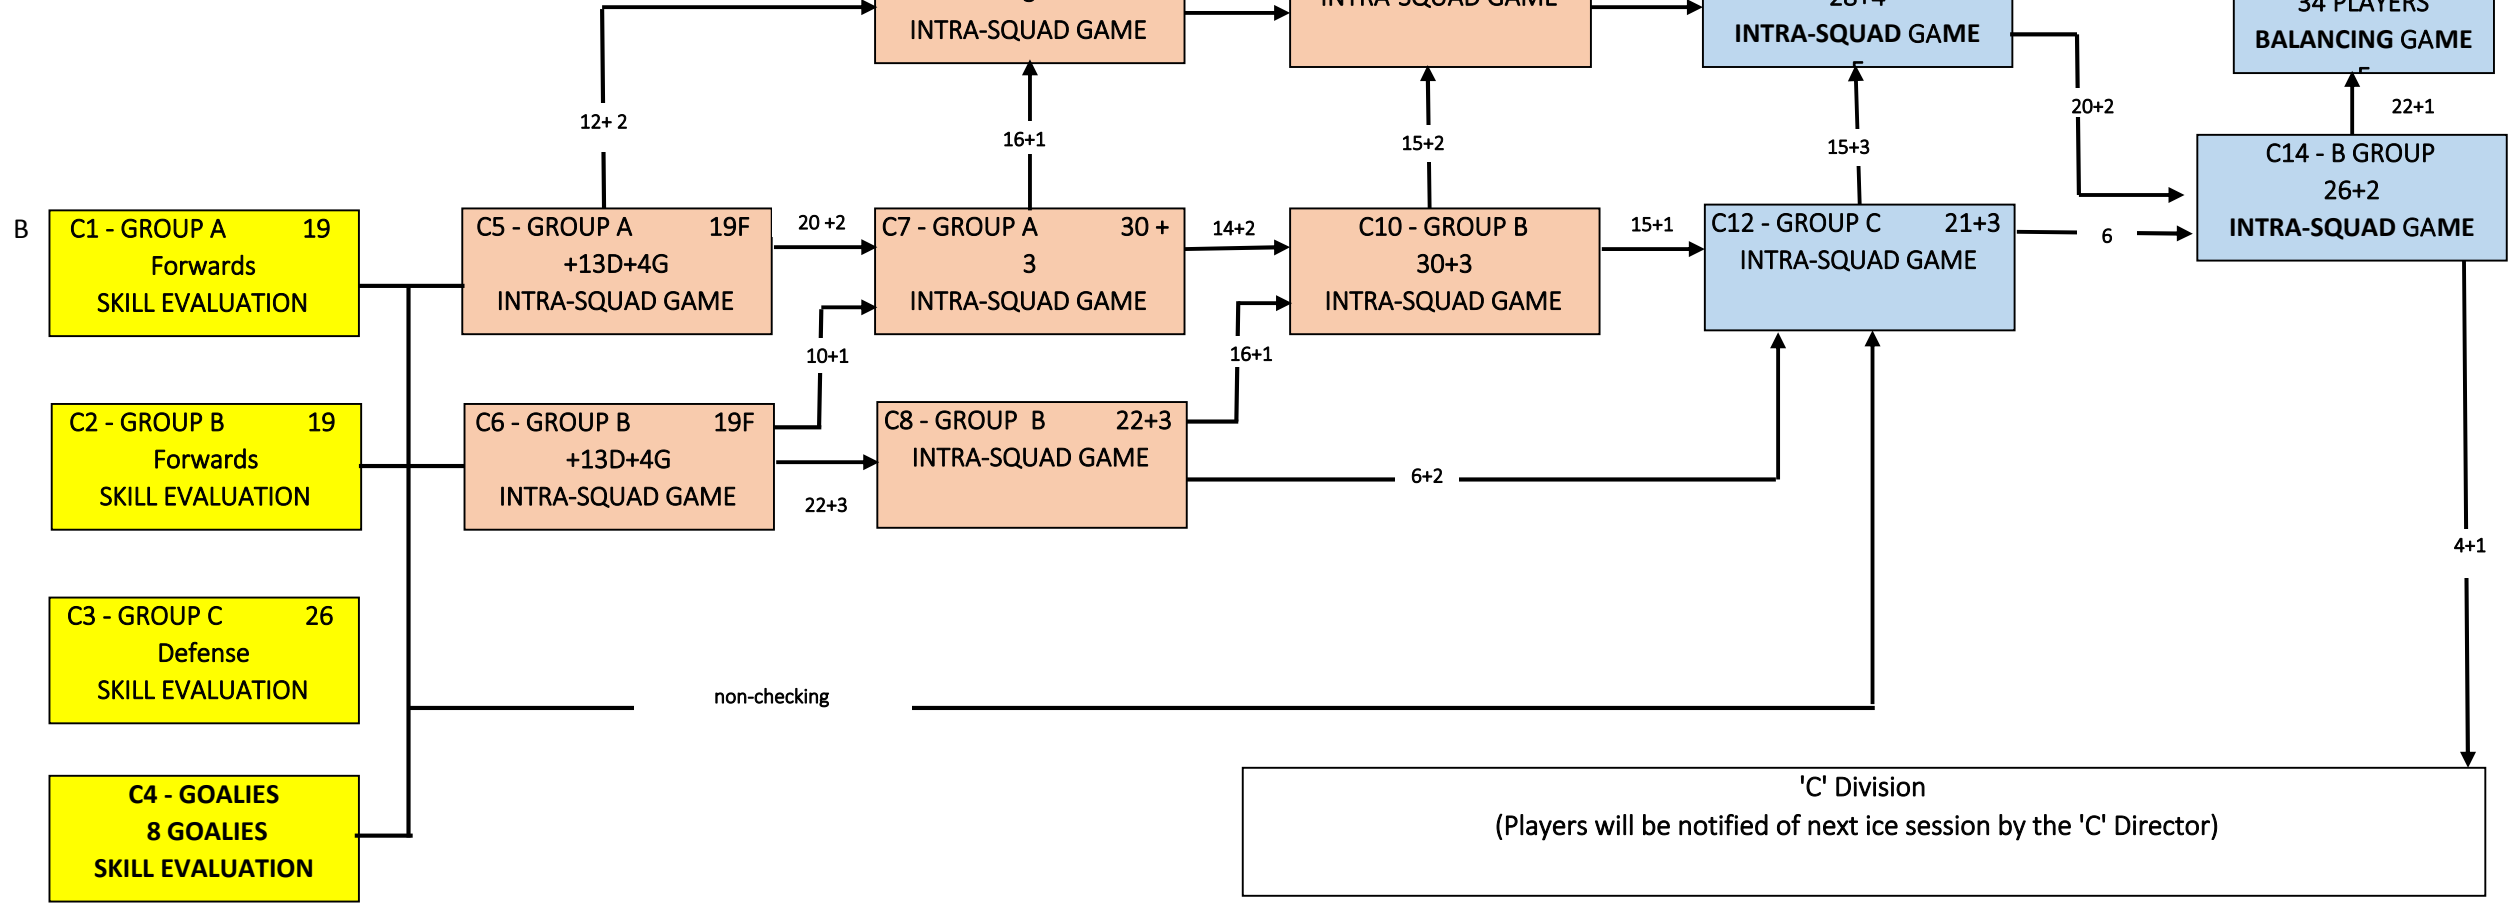 INTRA-SQUAD GAME
INTRA-SQUAD GAME
28+4
INTRA-SQUAD GAME
34 PLAYERS
BALANCING GAME
12+ 2
16+1
15+2
15+3
20+2
22+1
B
C1 - GROUP A 19
Forwards
SKILL EVALUATION
C5 - GROUP A 19F
+13D+4G
INTRA-SQUAD GAME
20 +2
C7 - GROUP A 30 +
3
INTRA-SQUAD GAME
14+2
C10 - GROUP B
30+3
INTRA-SQUAD GAME
15+1
C12 - GROUP C 21+3
INTRA-SQUAD GAME
6
C14 - B GROUP
26+2
INTRA-SQUAD GAME
10+1
16+1
C2 - GROUP B 19
Forwards
SKILL EVALUATION
C6 - GROUP B 19F
+13D+4G
INTRA-SQUAD GAME
22+3
C8 - GROUP B 22+3
INTRA-SQUAD GAME
6+2
4+1
C3 - GROUP C 26
Defense
SKILL EVALUATION
non-checking
C4 - GOALIES
8 GOALIES
SKILL EVALUATION
'C' Division
(Players will be notified of next ice session by the 'C' Director)